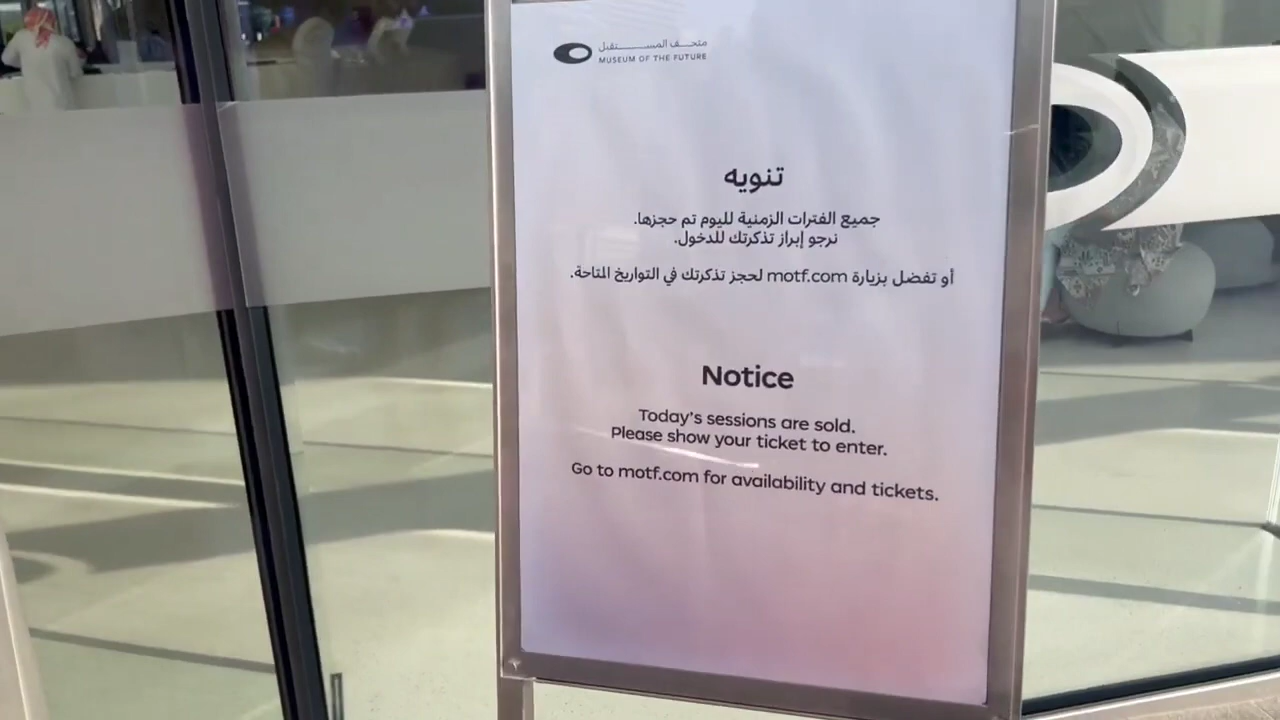 متحف المستقبل
MUSEUM OF THE FUTURE
تنويه
جميع الفترات الزمنية لليوم تم حجزها.
نرجو إبراز تذكرتك للدخول.
أو تفضل بزيارة motf.com لحجز تذكرتك في التواريخ المتاحة.
Notice
Today's sessions are sold.
Please show your ticket to enter.
Go to motf.com for availability and tickets.